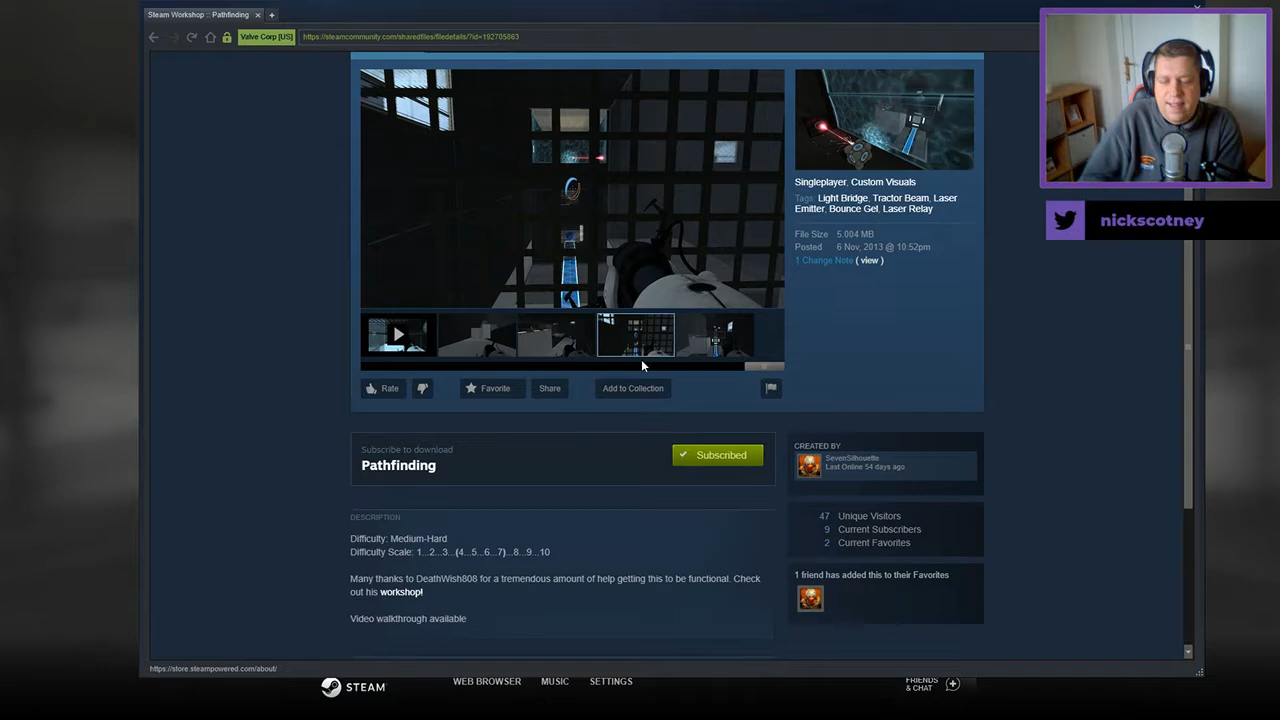 Steam Workshop :: Pathfinding
Valve Corp [US]
https://steamcommunity.com/sharedfiles/filedetails/?id=192705863
nickscotney
Singleplayer, Custom Visuals
Tags: Light Bridge, Tractor Beam, Laser
Emitter, Bounce Gel, Laser Relay
File Size 5.004 MB
Posted 6 Nov, 2013 @ 10:52pm
1 Change Note ( view )
Rate
Favorite
Share
Add to Collection
Subscribe to download
Pathfinding
Subscribed
CREATED BY
SevenSilhouette
Last Online 54 days ago
47 Unique Visitors
9 Current Subscribers
2 Current Favorites
1 friend has added this to their Favorites
DESCRIPTION
Difficulty: Medium-Hard
Difficulty Scale: 1...2...3...(4...5...6...7)...8...9...10
Many thanks to DeathWish808 for a tremendous amount of help getting this to be functional. Check
out his workshop!
Video walkthrough available
https://store.steampowered.com/about/
STEAM
WEB BROWSER
MUSIC
SETTINGS
FRIENDS
& CHAT